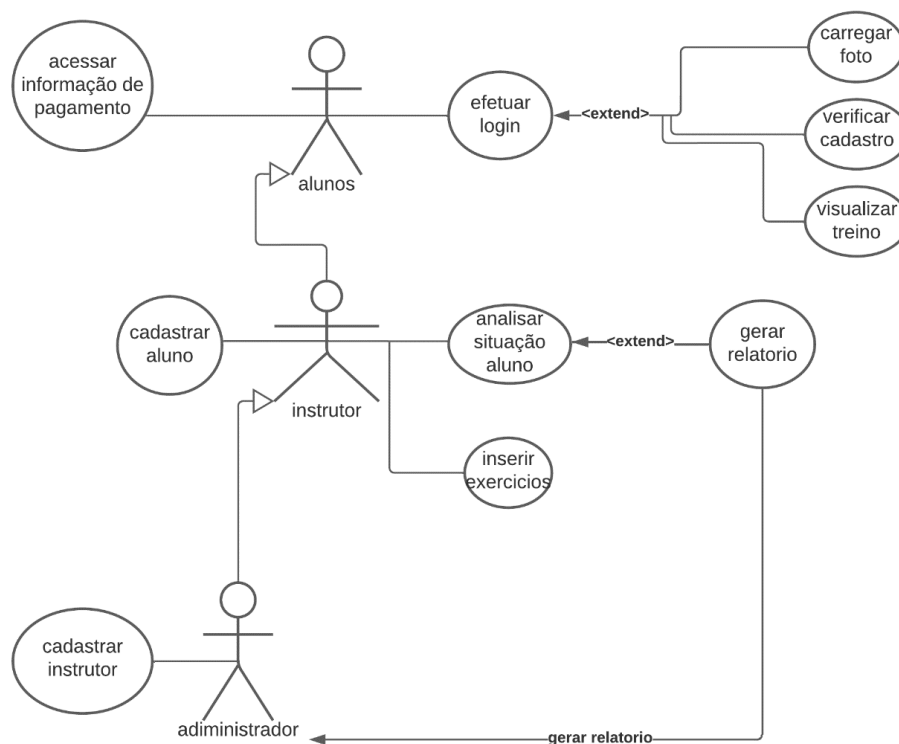 acessar
informação de
pagamento
alunos
efetuar
login
<extend>
carregar
foto
verificar
cadastro
visualizar
treino
cadastrar
aluno
instrutor
analisar
situação
aluno
<extend>
gerar
relatorio
inserir
exercicios
cadastrar
instrutor
adiministrador
gerar relatorio